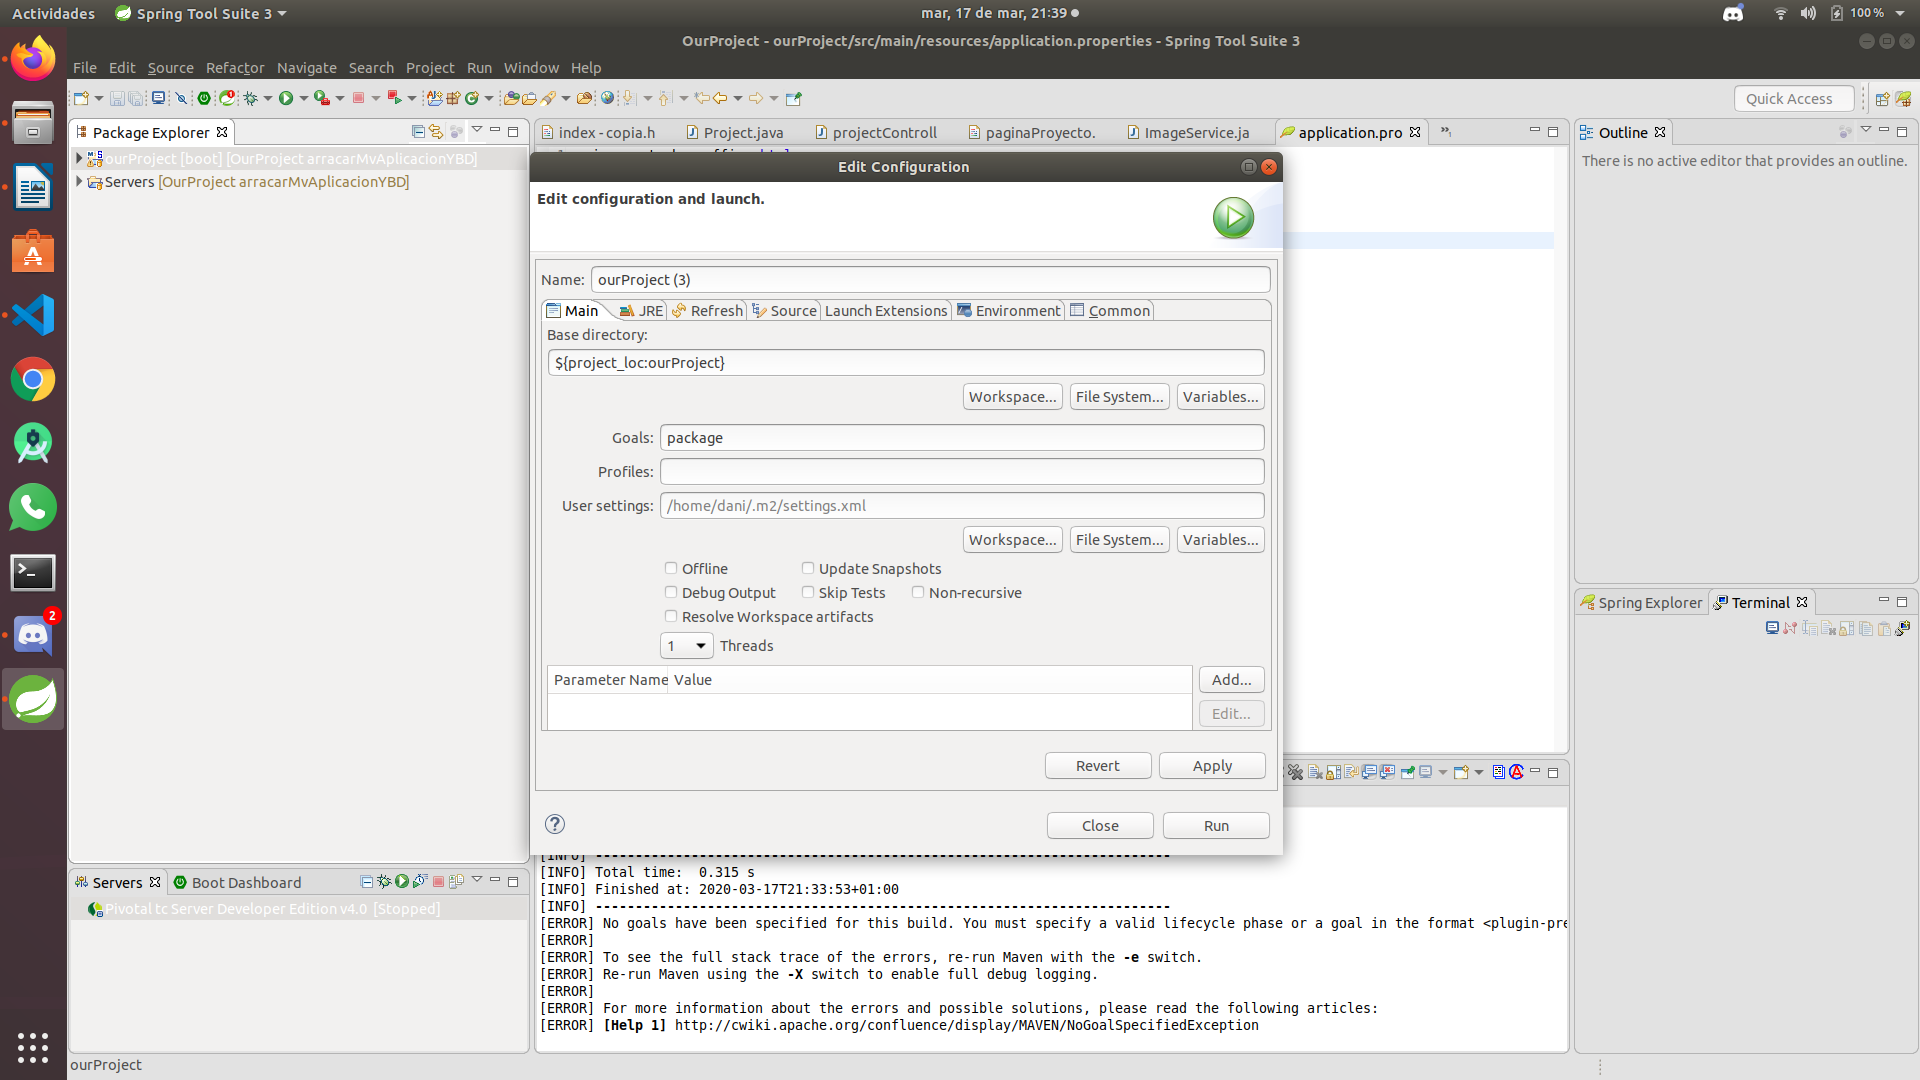 Actividades
Spring Tool Suite 3
mar, 17 de mar, 21:39
100 %
OurProject - ourProject/src/main/resources/application.properties - Spring Tool Suite 3
File Edit Source Refactor Navigate Search Project Run Window Help
Quick Access
Package Explorer
ourProject [boot] [OurProject arracarMvAplicacionYBD]
Servers [OurProject arracarMvAplicacionYBD]
index - copia.h
Project.java
projectControll
paginaProyecto.
ImageService.ja
application.pro
Outline
There is no active editor that provides an outline.
Edit Configuration
Edit configuration and launch.
Name: ourProject (3)
Main JRE Refresh Source Launch Extensions Environment Common
Base directory:
${project_loc:ourProject}
Workspace... File System... Variables...
Goals: package
Profiles:
User settings: /home/dani/.m2/settings.xml
Workspace... File System... Variables...
Offline Update Snapshots
Debug Output Skip Tests Non-recursive
Resolve Workspace artifacts
1 Threads
Parameter Name Value
Add...
Edit...
Revert Apply
Close Run
Spring Explorer
Terminal
2
Servers
Boot Dashboard
Pivotal tc Server Developer Edition v4.0 [Stopped]
[INFO] ------------------------------------------------------------------------
[INFO] Total time:  0.315 s
[INFO] Finished at: 2020-03-17T21:33:53+01:00
[INFO] ------------------------------------------------------------------------
[ERROR] No goals have been specified for this build. You must specify a valid lifecycle phase or a goal in the format <plugin-pre
[ERROR]
[ERROR] To see the full stack trace of the errors, re-run Maven with the -e switch.
[ERROR] Re-run Maven using the -X switch to enable full debug logging.
[ERROR]
[ERROR] For more information about the errors and possible solutions, please read the following articles:
[ERROR] [Help 1] http://cwiki.apache.org/confluence/display/MAVEN/NoGoalSpecifiedException
ourProject